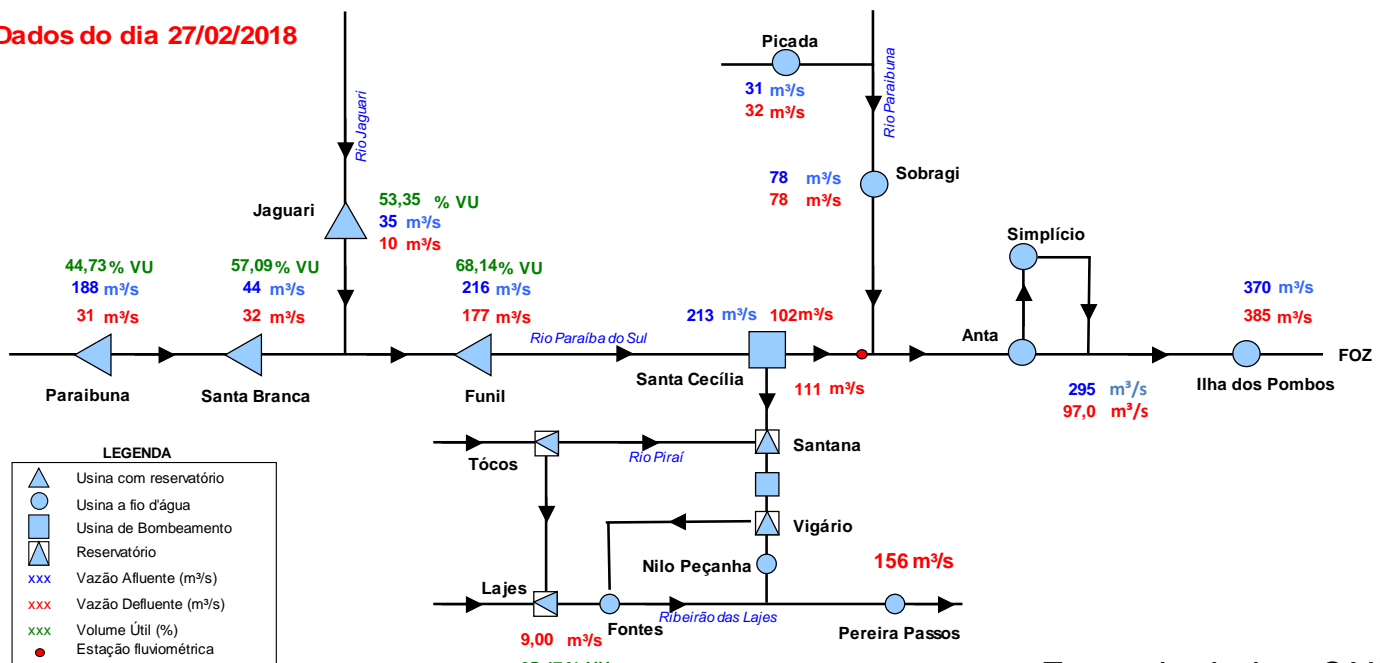 Dados do dia 27/02/2018
Picada
31 m³/s
32 m³/s
Rio Paraibuna
Rio Jaguari
Jaguari
53,35 % VU
35 m³/s
10 m³/s
78 m³/s
78 m³/s
Sobragi
44,73% VU
188 m³/s
31 m³/s
Paraibuna
57,09% VU
44 m³/s
32 m³/s
Santa Branca
68,14% VU
216 m³/s
177 m³/s
Funil
Rio Paraíba do Sul
213 m³/s 102m³/s
Santa Cecília
111 m³/s
Simplício
Anta
295 m³/s
97,0 m³/s
370 m³/s
385 m³/s
Ilha dos Pombos
FOZ
Tócos
Rio Piraí
Santana
Vigário
Nilo Peçanha
156 m³/s
Lajes
9,00 m³/s
Fontes
Ribeirão das Lajes
Pereira Passos
LEGENDA
Usina com reservatório
Usina a fio d'água
Usina de Bombeamento
Reservatório
xxx Vazão Afluente (m³/s)
xxx Vazão Defluente (m³/s)
xxx Volume Útil (%)
Estação fluviométrica